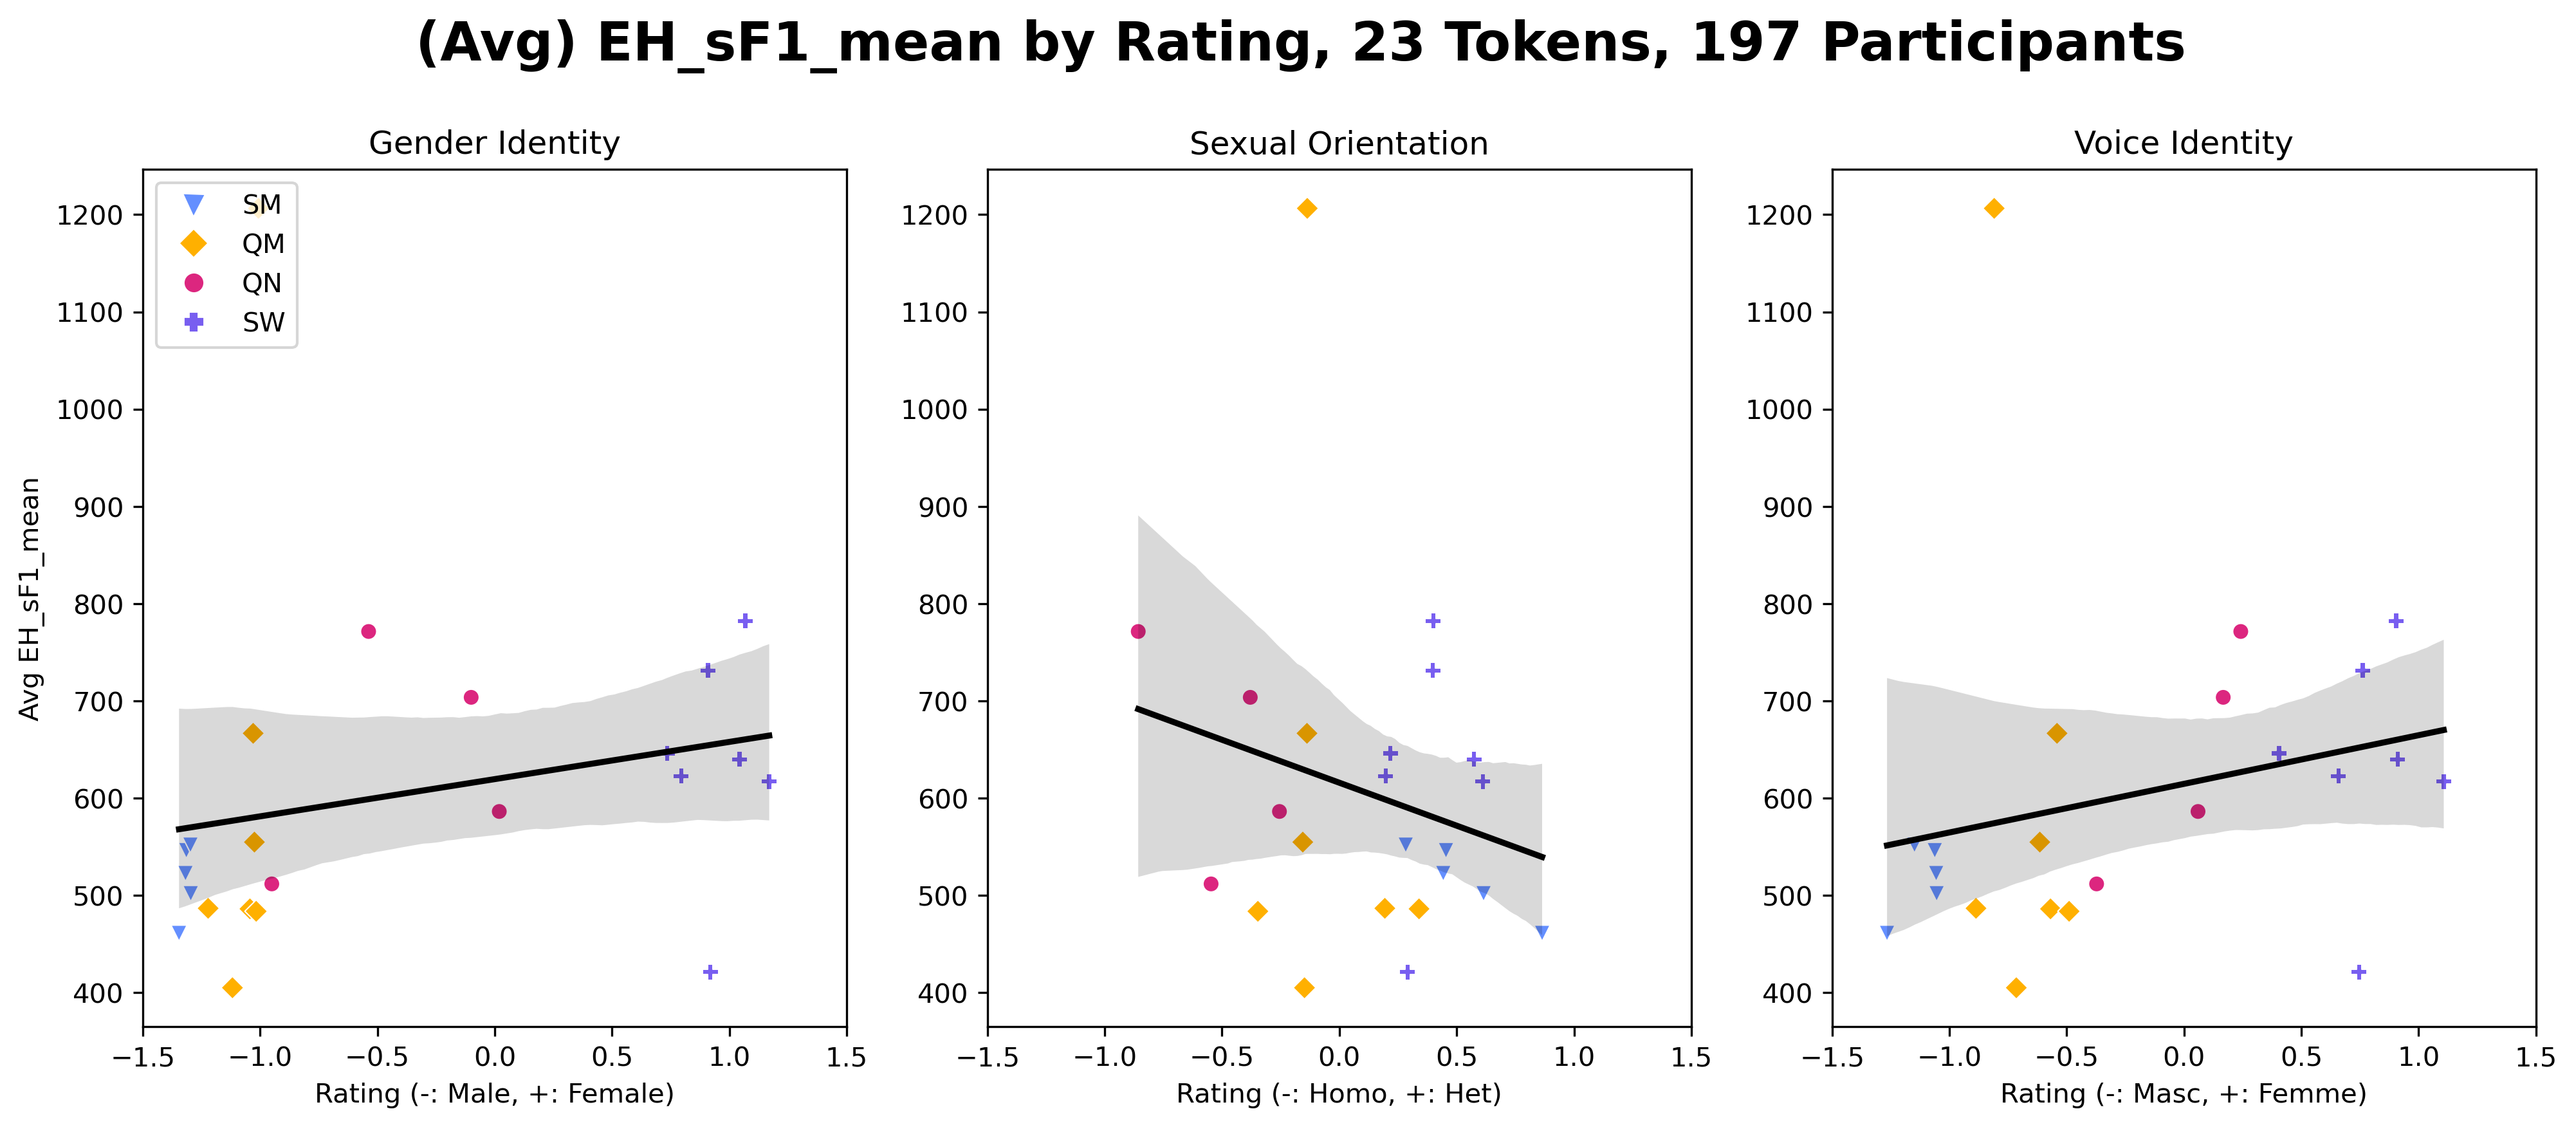 (Avg) EH_sF1_mean by Rating, 23 Tokens, 197 Participants
Gender Identity
Sexual Orientation
Voice Identity
SM
QM
QN
SW
Avg EH_sF1_mean
1200
1100
1000
900
800
700
600
500
400
−1.5 −1.0 −0.5 0.0 0.5 1.0 1.5
Rating (-: Male, +: Female)
1200
1100
1000
900
800
700
600
500
400
−1.5 −1.0 −0.5 0.0 0.5 1.0 1.5
Rating (-: Homo, +: Het)
1200
1100
1000
900
800
700
600
500
400
−1.5 −1.0 −0.5 0.0 0.5 1.0 1.5
Rating (-: Masc, +: Femme)